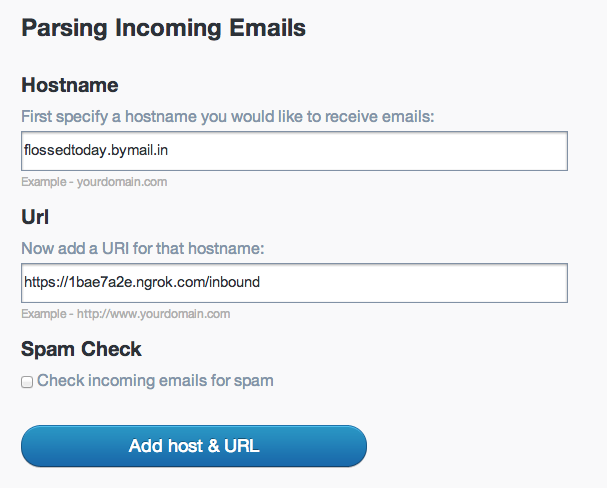 Parsing Incoming Emails
Hostname
First specify a hostname you would like to receive emails:
flossedtoday.bymail.in
Example - yourdomain.com
Url
Now add a URI for that hostname:
https://1bae7a2e.ngrok.com/inbound
Example - http://www.yourdomain.com
Spam Check
Check incoming emails for spam
Add host & URL